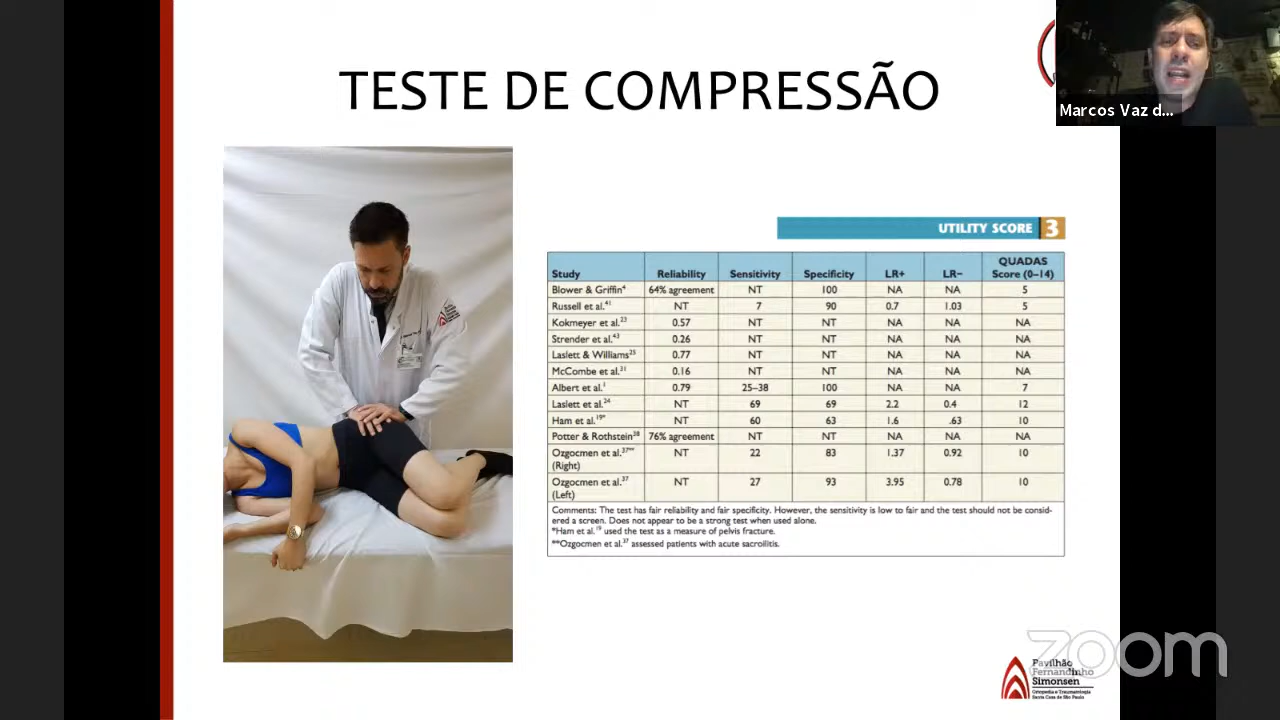 TESTE DE COMPRESSÃO
Marcos Vaz d...
UTILITY SCORE 3
Study Reliability Sensitivity Specificity LR+ LR− QUADAS Score (0–14)
Blower & Griffin⁴ 64% agreement NT 100 NA NA 5
Russell et al.⁴¹ NT 7 90 0.7 1.03 5
Kokmeyer et al.²³ 0.57 NT NT NA NA NA
Strender et al.⁴³ 0.26 NT NT NA NA NA
Laslett & Williams²⁵ 0.77 NT NT NA NA NA
McCombe et al.³¹ 0.16 NT NT NA NA NA
Albert et al.¹ 0.79 25–38 100 NA NA 7
Laslett et al.²⁴ NT 69 69 2.2 0.4 12
Ham et al.¹⁹* NT 60 63 1.6 .63 10
Potter & Rothstein³⁸ 76% agreement NT NT NA NA NA
Ozgocmen et al.³⁷** (Right) NT 22 83 1.37 0.92 10
Ozgocmen et al.³⁷ (Left) NT 27 93 3.95 0.78 10
Comments: The test has fair reliability and fair specificity. However, the sensitivity is low to fair and the test should not be consid-
ered a screen. Does not appear to be a strong test when used alone.
*Ham et al.¹⁹ used the test as a measure of pelvis fracture.
**Ozgocmen et al.³⁷ assessed patients with acute sacroiliitis.
zoom
Pavilhão
Fernandinho
Simonsen
Ortopedia e Traumatologia
Santa Casa de São Paulo